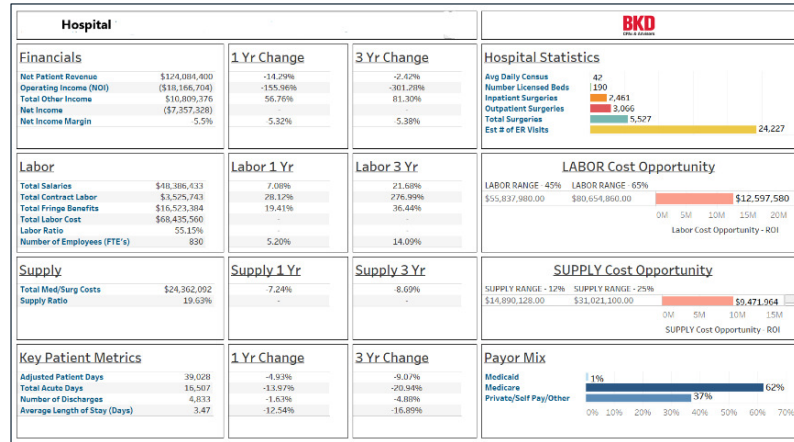 Hospital
BKD
CPAs & Advisors
Financials
Net Patient Revenue $124,084,400
Operating Income (NOI) ($18,166,704)
Total Other Income $10,809,376
Net Income ($7,357,328)
Net Income Margin 5.5%
1 Yr Change
-14.29%
-155.96%
56.76%
-
5.32%
3 Yr Change
-2.42%
-301.28%
81.30%
-
5.38%
Hospital Statistics
Avg Daily Census 42
Number Licensed Beds 190
Inpatient Surgeries 2,461
Outpatient Surgeries 3,066
Total Surgeries 5,527
Est # of ER Visits 24,227
Labor
Total Salaries $48,386,433
Total Contract Labor $3,525,743
Total Fringe Benefits $16,523,384
Total Labor Cost $68,435,560
Labor Ratio 55.15%
Number of Employees (FTE's) 830
Labor 1 Yr
7.08%
28.12%
19.41%
-
-
5.20%
Labor 3 Yr
21.68%
276.99%
36.44%
-
-
14.09%
LABOR Cost Opportunity
LABOR RANGE - 45% LABOR RANGE - 65%
$55,837,980.00 $80,654,860.00 $12,597,580
0M 5M 10M 15M 20M
Labor Cost Opportunity - ROI
Supply
Total Med/Surg Costs $24,362,092
Supply Ratio 19.63%
Supply 1 Yr
-7.24%
-
Supply 3 Yr
-8.69%
-
SUPPLY Cost Opportunity
SUPPLY RANGE - 12% SUPPLY RANGE - 25%
$14,890,128.00 $31,021,100.00 $9,471,964
0M 5M 10M 15M
SUPPLY Cost Opportunity - ROI
Key Patient Metrics
Adjusted Patient Days 39,028
Total Acute Days 16,507
Number of Discharges 4,833
Average Length of Stay (Days) 3.47
1 Yr Change
-4.93%
-13.97%
-1.63%
-12.54%
3 Yr Change
-9.07%
-20.94%
-4.88%
-16.89%
Payor Mix
Medicaid 1%
Medicare 62%
Private/Self Pay/Other 37%
0% 10% 20% 30% 40% 50% 60% 70%